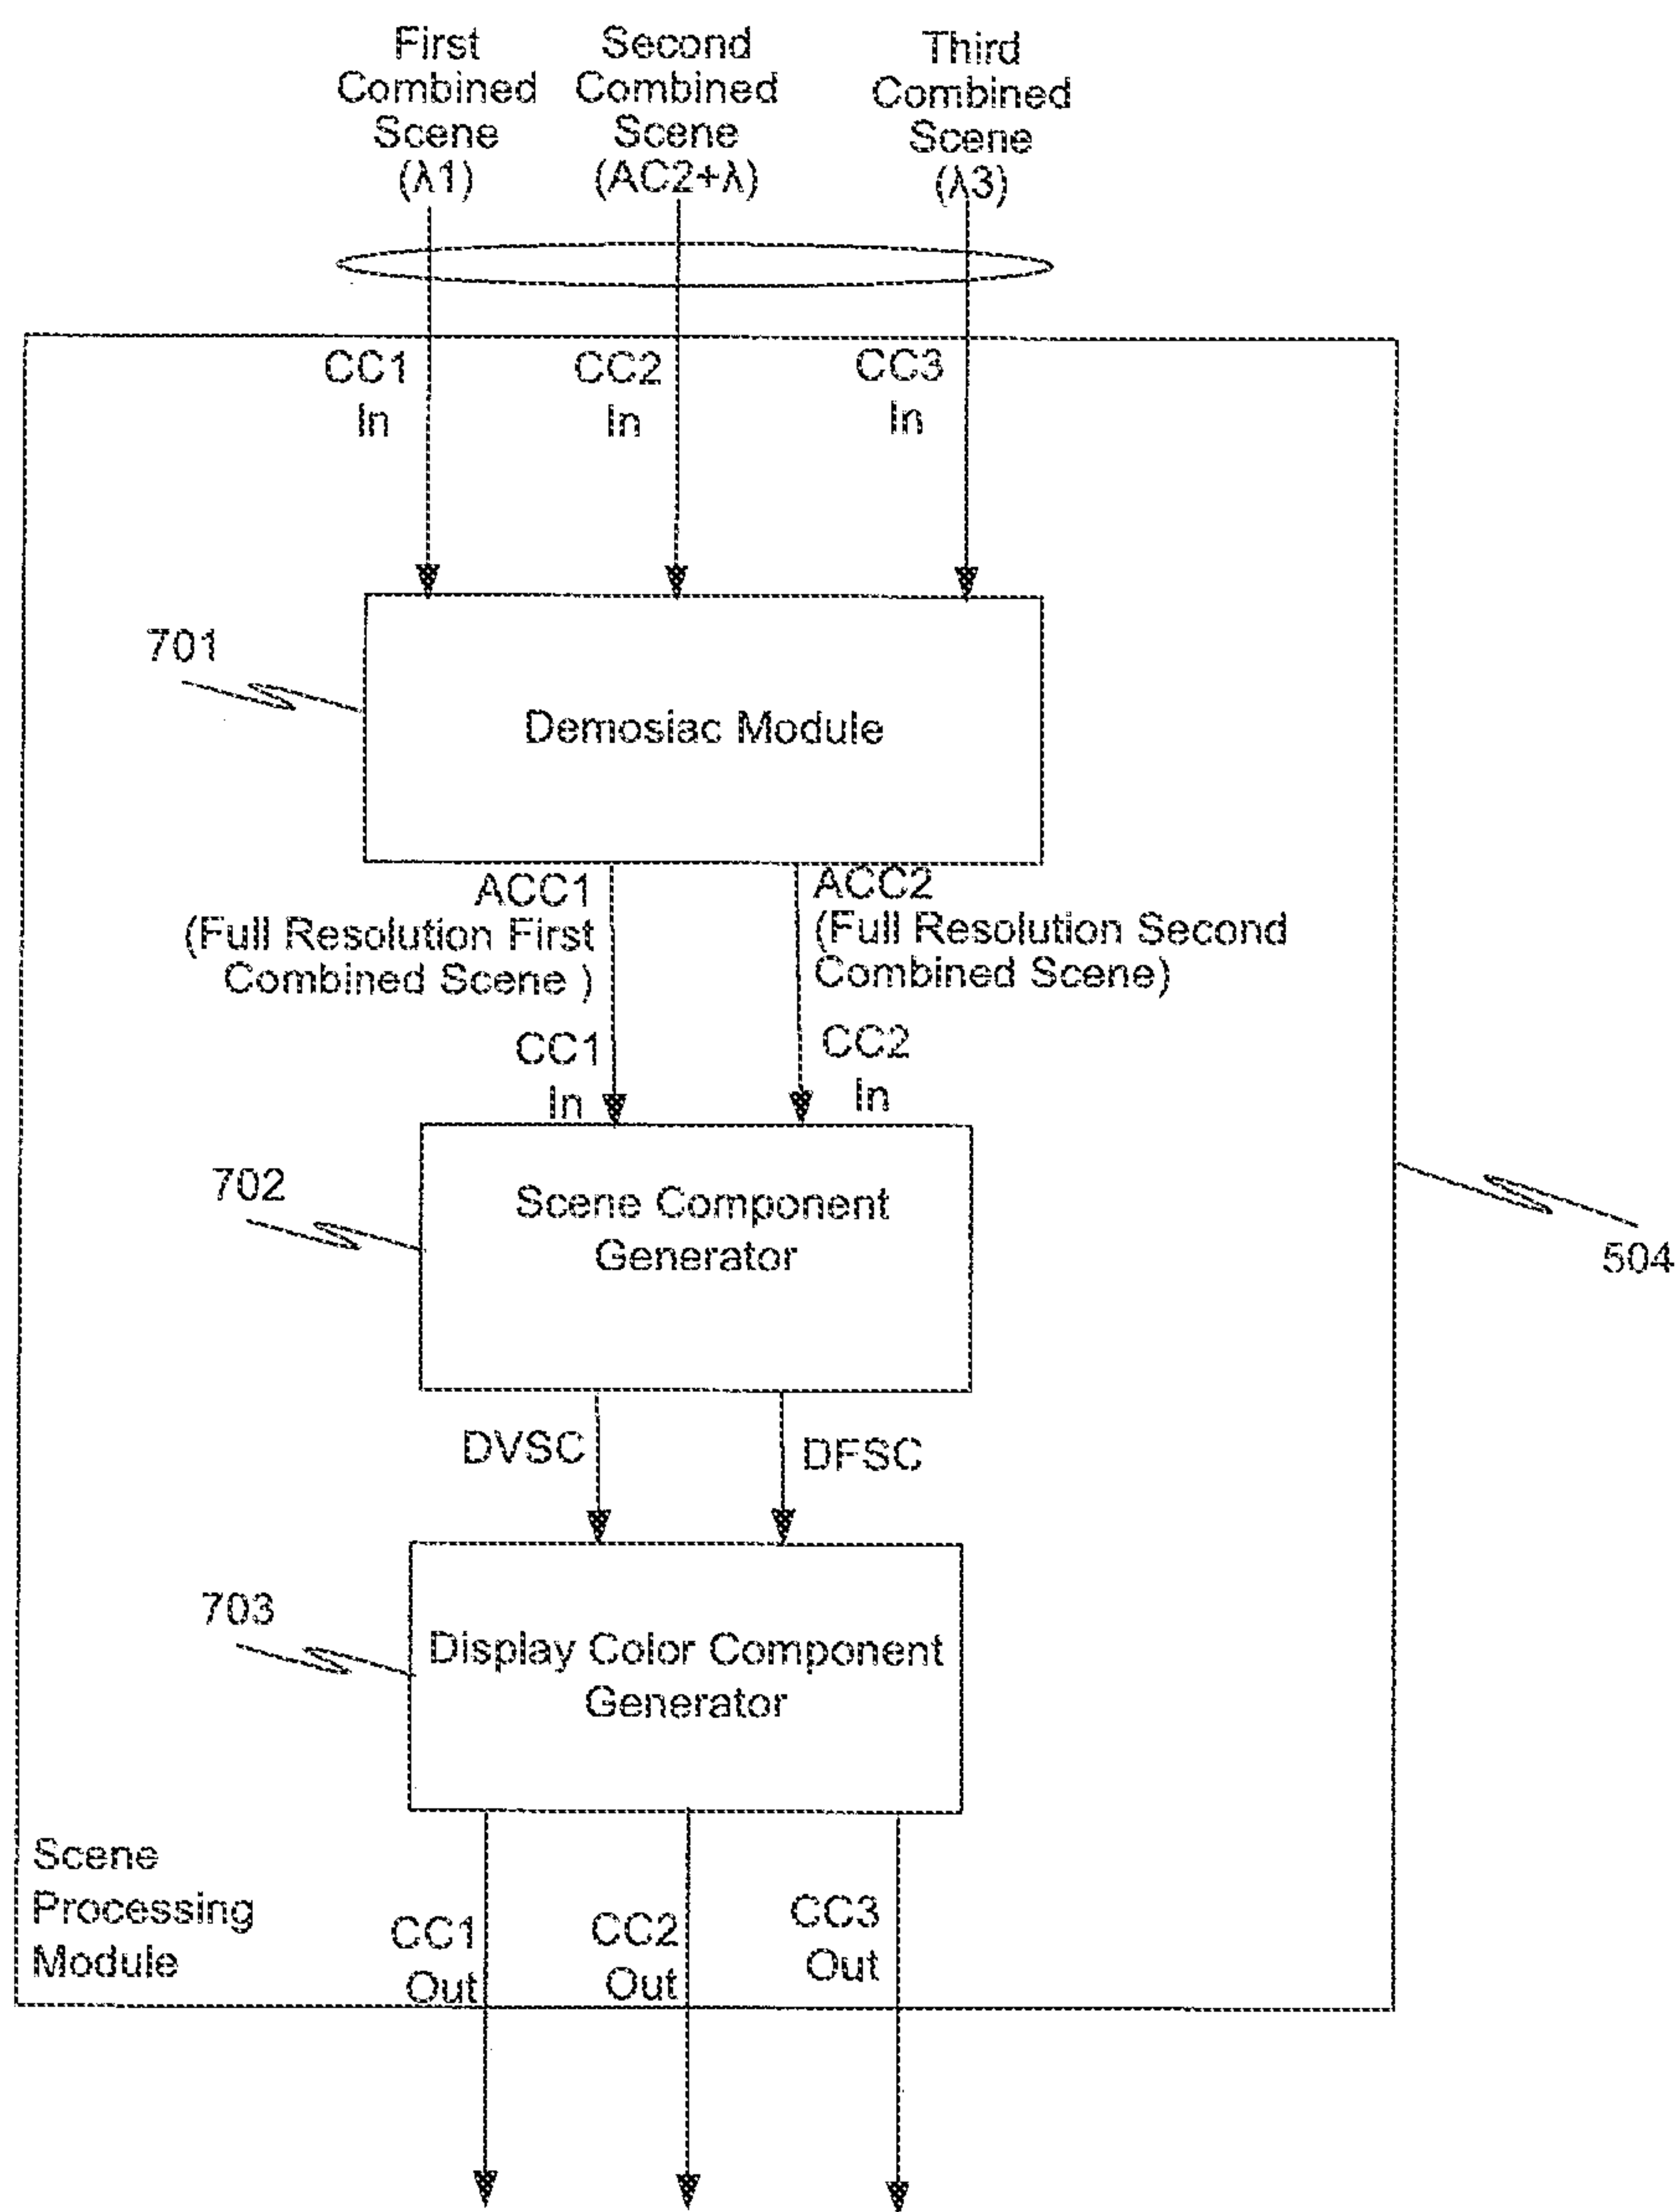 First
Combined
Scene
(λ1)
Second
Combined
Scene
(AC2+λ)
Third
Combined
Scene
(λ3)
CC1
In
CC2
In
CC3
In
701
Demosiac Module
ACC1
(Full Resolution First
Combined Scene )
ACC2
(Full Resolution Second
Combined Scene)
CC1
In
CC2
In
702
Scene Component
Generator
504
DVSC
DFSC
703
Display Color Component
Generator
Scene
Processing
Module
CC1
Out
CC2
Out
CC3
Out